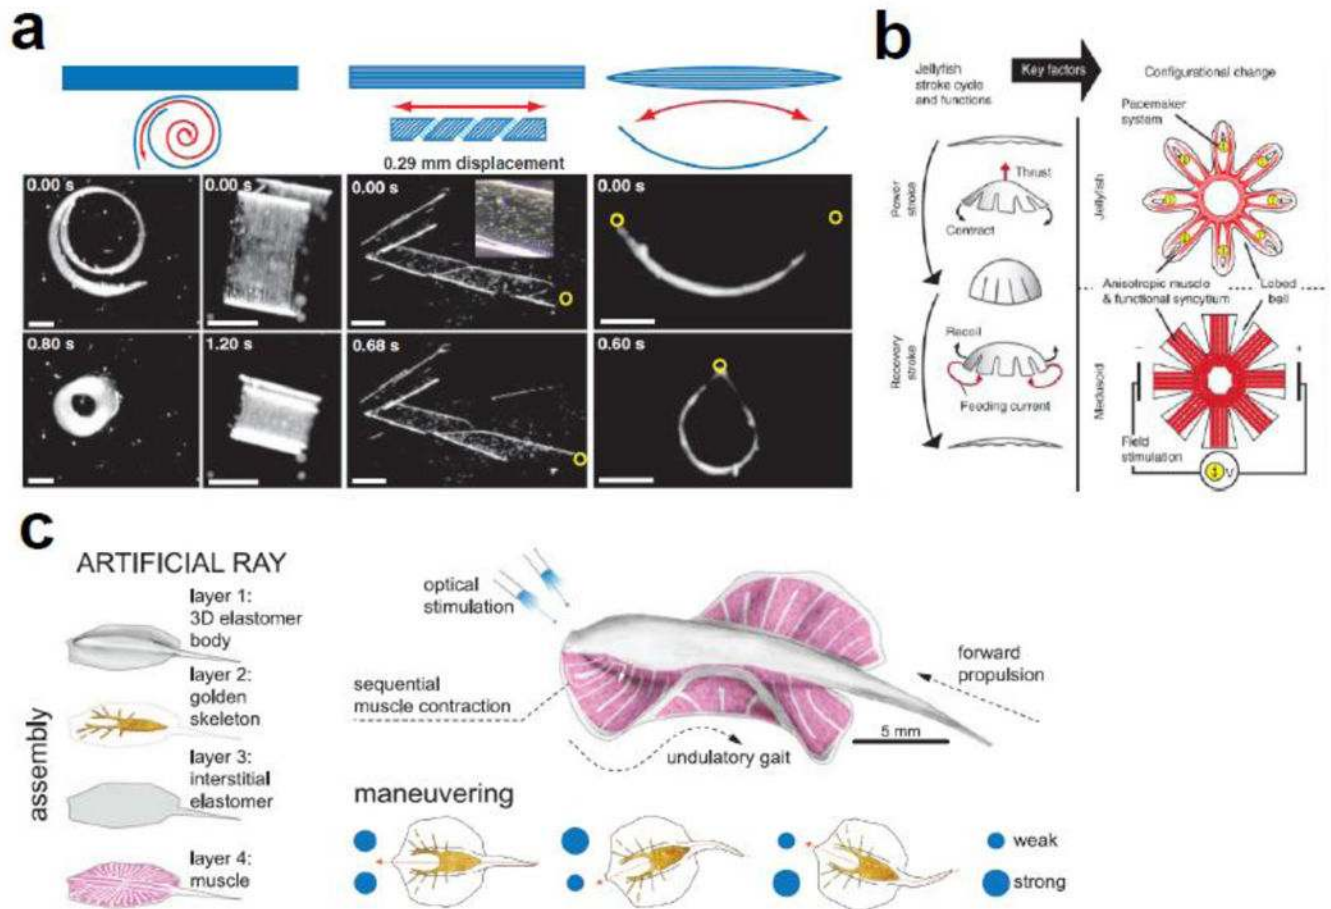 a
0.29 mm displacement
0.00 s
0.00 s
0.00 s
0.00 s
0.80 s
1.20 s
0.68 s
0.60 s
b
Jellyfish
stroke cycle
and functions
Key factors
Configurational change
Power
stroke
Thrust
Contract
Recovery
stroke
Recoil
Feeding current
Pacemaker
system
Jellyfish
Anisotropic muscle
& functional syncytium
Lobed
bell
Medusoid
−
+
Field
stimulation
V
c
ARTIFICIAL RAY
assembly
layer 1:
3D elastomer
body
layer 2:
golden
skeleton
layer 3:
interstitial
elastomer
layer 4:
muscle
optical
stimulation
sequential
muscle contraction
forward
propulsion
5 mm
undulatory gait
maneuvering
weak
strong